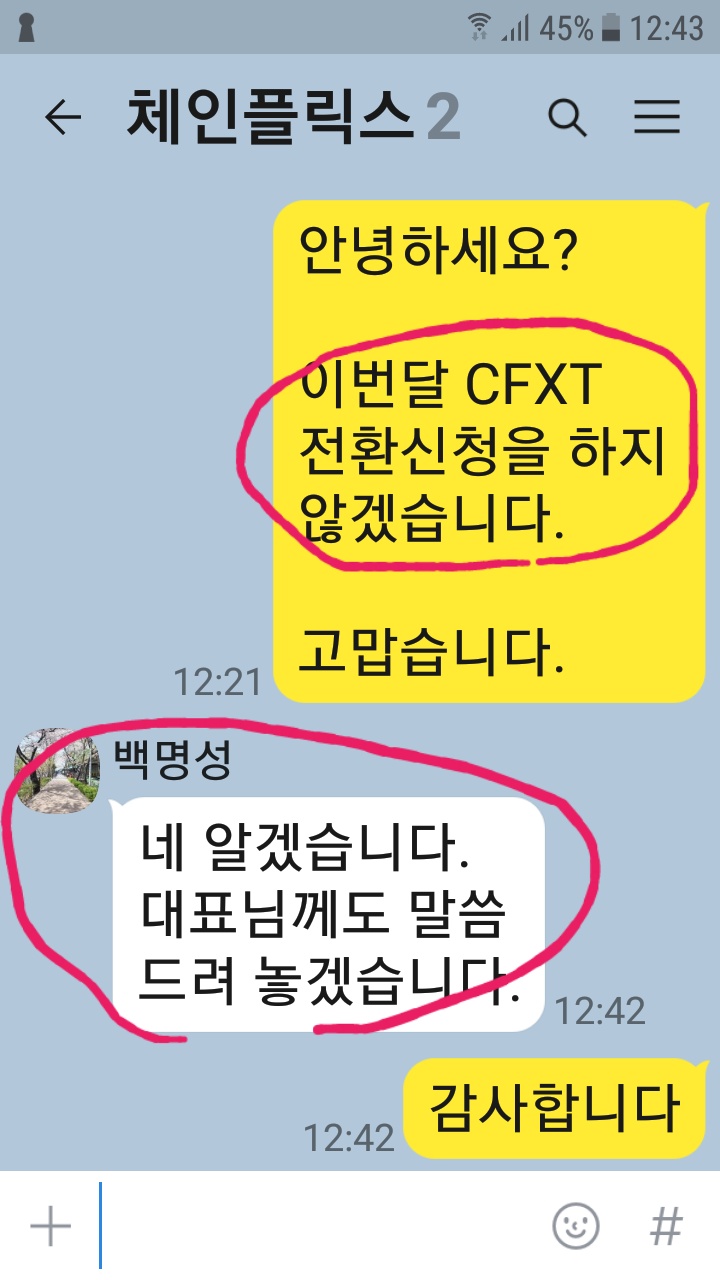 45% 12:43
체인플릭스 2
안녕하세요?
이번달 CFXT
전환신청을 하지
않겠습니다.
고맙습니다.
12:21
백명성
네 알겠습니다.
대표님께도 말씀
드려 놓겠습니다.
12:42
감사합니다
12:42
#